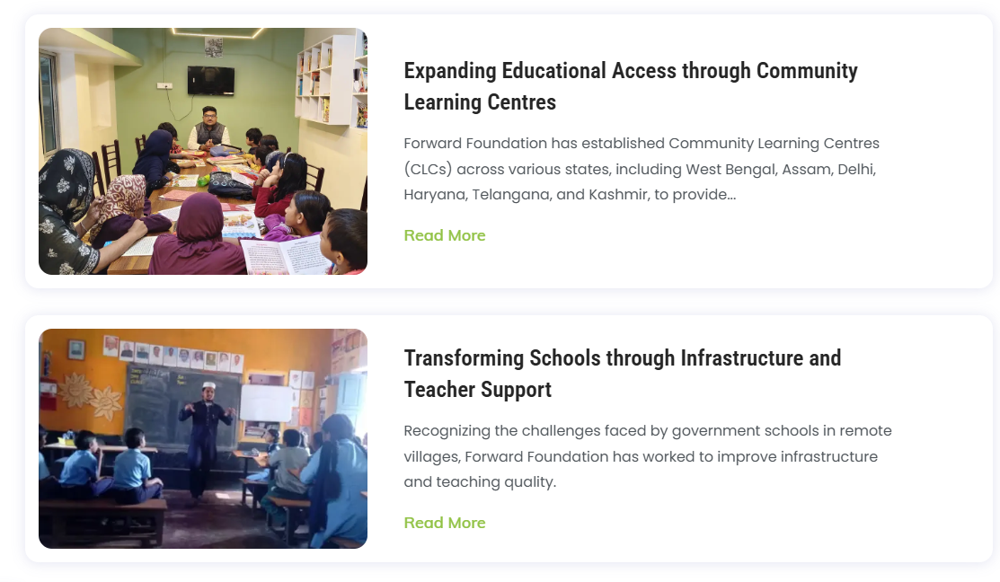 Expanding Educational Access through Community
Learning Centres
Forward Foundation has established Community Learning Centres
(CLCs) across various states, including West Bengal, Assam, Delhi,
Haryana, Telangana, and Kashmir, to provide...
Read More
Transforming Schools through Infrastructure and
Teacher Support
Recognizing the challenges faced by government schools in remote
villages, Forward Foundation has worked to improve infrastructure
and teaching quality.
Read More